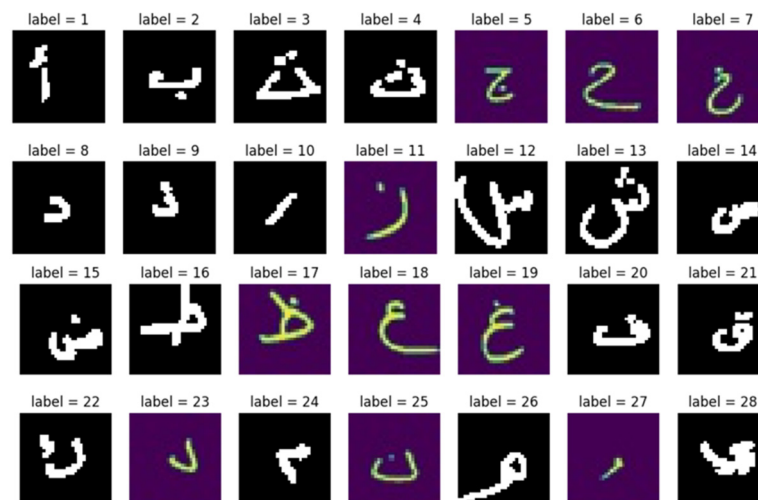 label = 1 label = 2 label = 3 label = 4 label = 5 label = 6 label = 7
أ ب ج ح خ
label = 8 label = 9 label = 10 label = 11 label = 12 label = 13 label = 14
د ذ ر ز ش
label = 15 label = 16 label = 17 label = 18 label = 19 label = 20 label = 21
ض ط ظ ع غ ف ق
label = 22 label = 23 label = 24 label = 25 label = 26 label = 27 label = 28
ن و